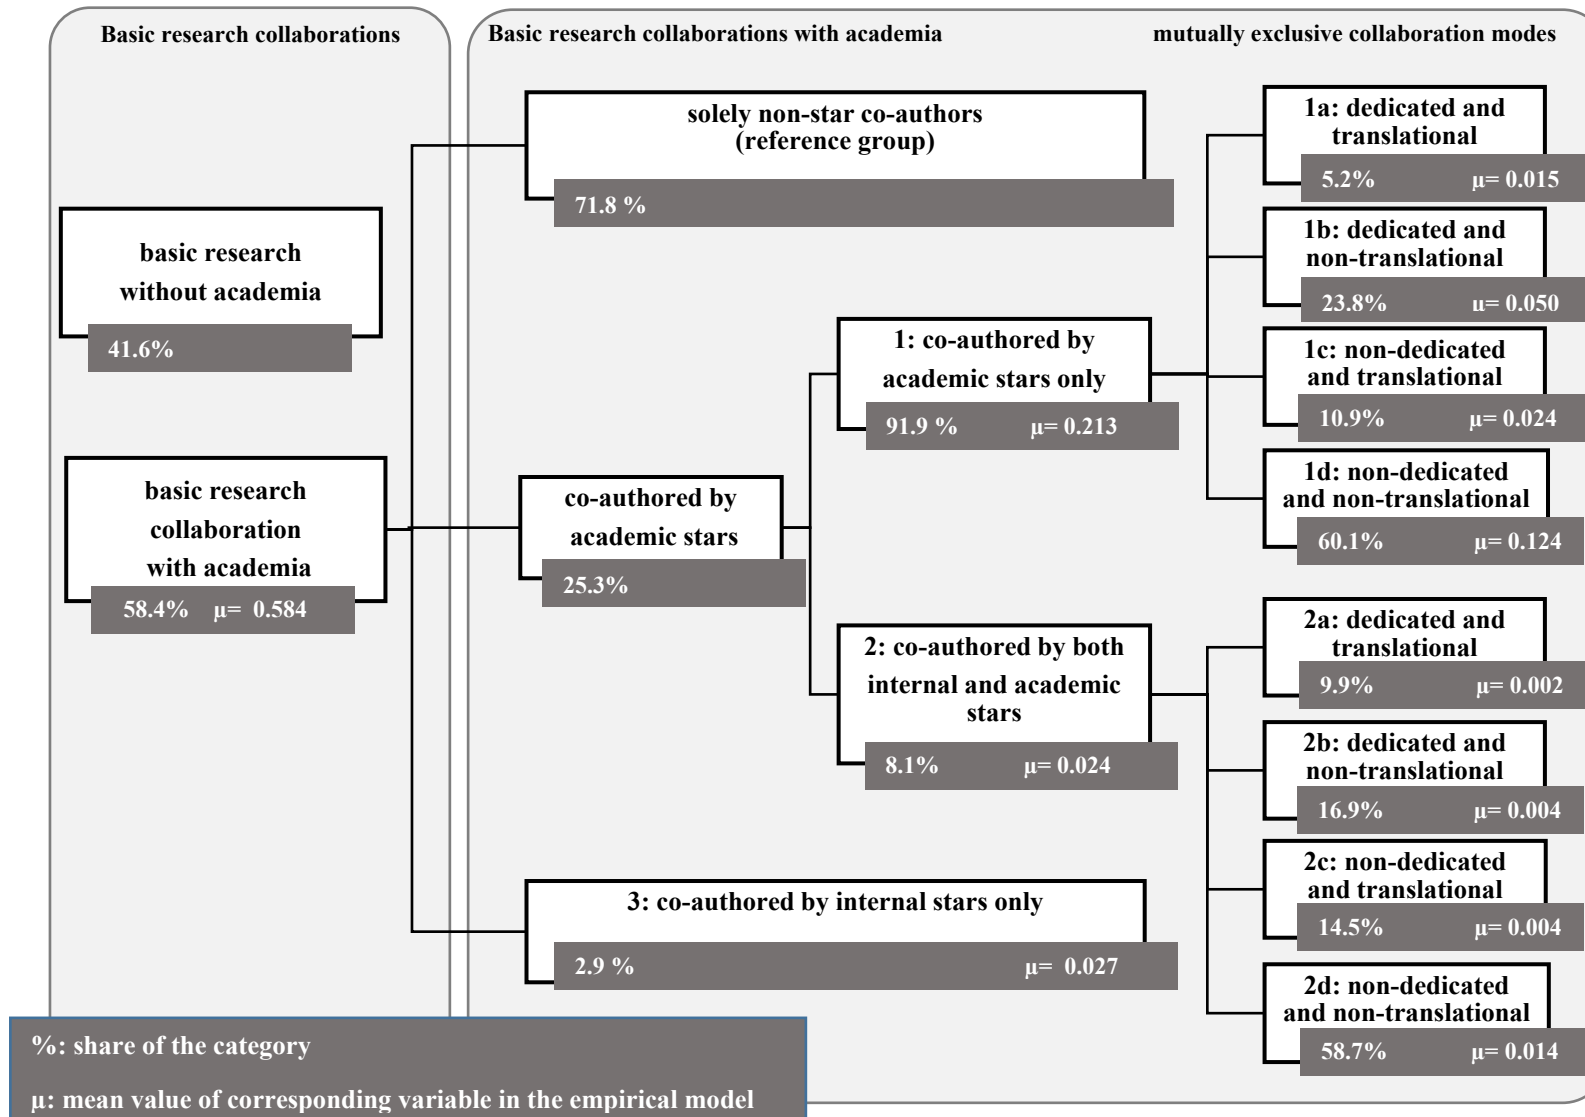 Basic research collaborations
Basic research collaborations with academia
mutually exclusive collaboration modes
basic research
without academia
41.6%
basic research
collaboration
with academia
58.4% μ= 0.584
solely non-star co-authors
(reference group)
71.8 %
co-authored by
academic stars
25.3%
3: co-authored by internal stars only
2.9 % μ= 0.027
1: co-authored by
academic stars only
91.9 % μ= 0.213
2: co-authored by both
internal and academic
stars
8.1% μ= 0.024
1a: dedicated and
translational
5.2% μ= 0.015
1b: dedicated and
non-translational
23.8% μ= 0.050
1c: non-dedicated
and translational
10.9% μ= 0.024
1d: non-dedicated
and non-translational
60.1% μ= 0.124
2a: dedicated and
translational
9.9% μ= 0.002
2b: dedicated and
non-translational
16.9% μ= 0.004
2c: non-dedicated
and translational
14.5% μ= 0.004
2d: non-dedicated
and non-translational
58.7% μ= 0.014
%: share of the category
μ: mean value of corresponding variable in the empirical model